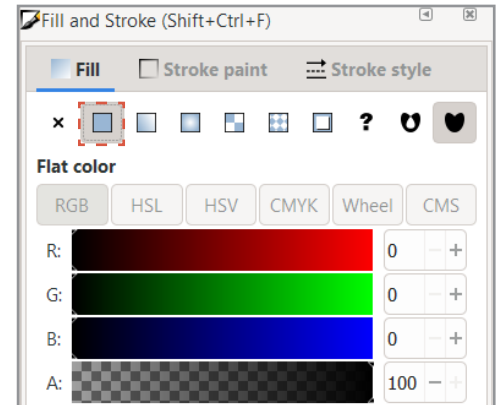 Fill and Stroke (Shift+Ctrl+F)
Fill Stroke paint Stroke style
× ?
Flat color
RGB HSL HSV CMYK Wheel CMS
R: 0 − +
G: 0 − +
B: 0 − +
A: 100 − +